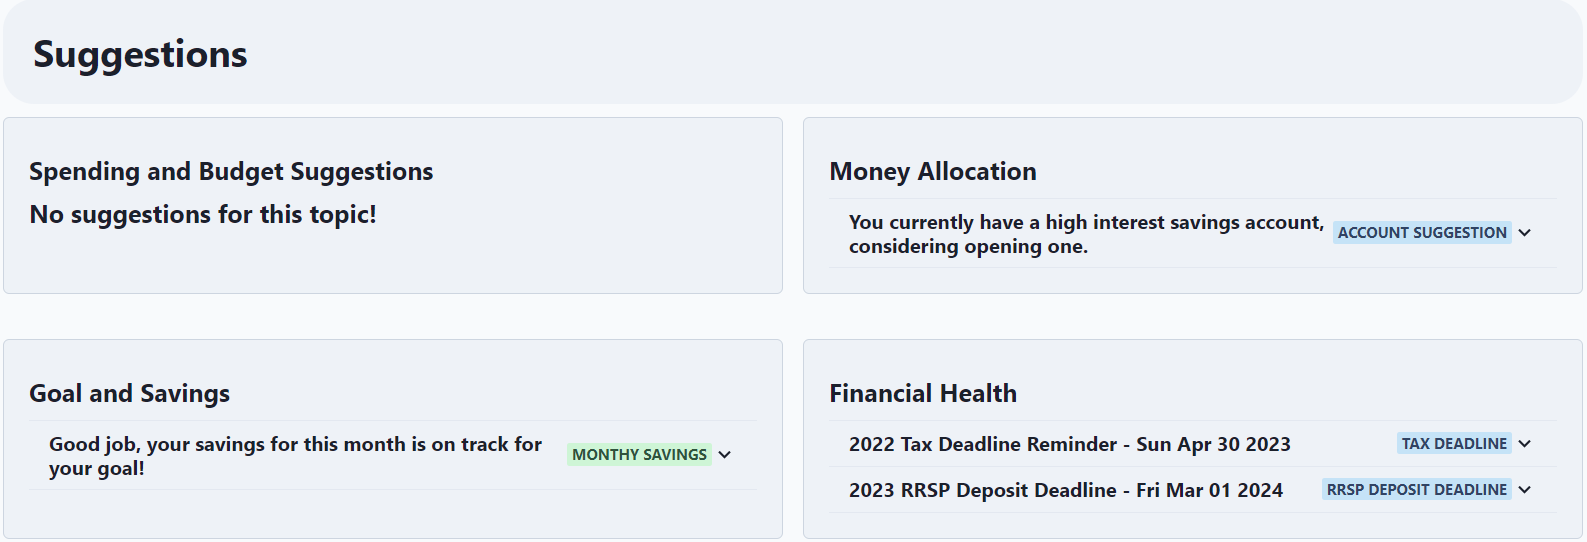 Suggestions
Spending and Budget Suggestions
No suggestions for this topic!
Money Allocation
You currently have a high interest savings account,
considering opening one.
ACCOUNT SUGGESTION
Goal and Savings
Good job, your savings for this month is on track for
your goal!
MONTHY SAVINGS
Financial Health
2022 Tax Deadline Reminder - Sun Apr 30 2023
TAX DEADLINE
2023 RRSP Deposit Deadline - Fri Mar 01 2024
RRSP DEPOSIT DEADLINE